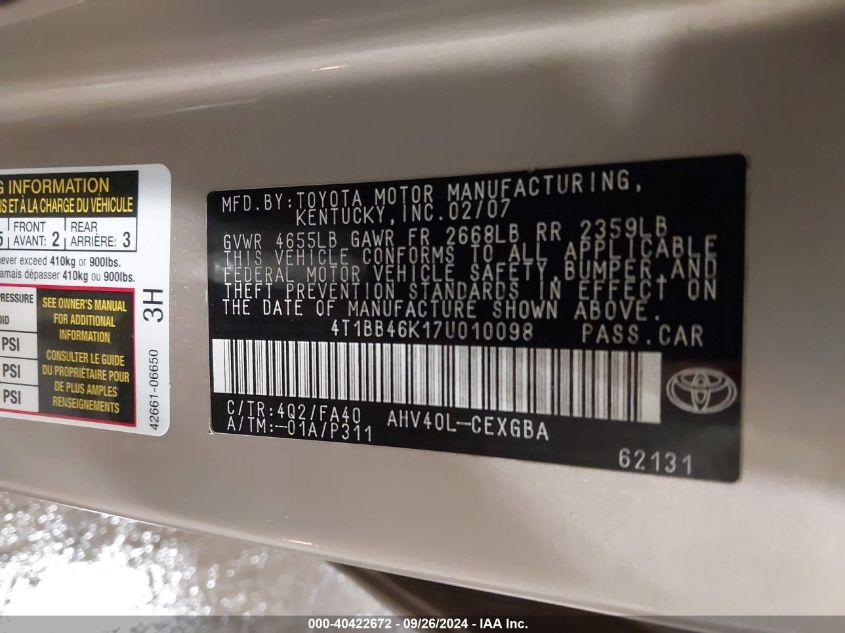 G INFORMATION
US ET À LA CHARGE DU VÉHICULE
5 FRONT AVANT: 2 REAR ARRIÈRE: 3
never exceed 410kg or 900lbs.
jamais dépasser 410kg ou 900lbs.
PRESSURE
SEE OWNER'S MANUAL
FOR ADDITIONAL
INFORMATION
PSI
PSI
PSI
CONSULTER LE GUIDE
DU PROPRIÉTAIRE POUR
DE PLUS AMPLES
RENSEIGNEMENTS
3H
42661-06650
MFD.BY:TOYOTA MOTOR MANUFACTURING,
KENTUCKY,INC.02/07
GVWR 4655LB GAWR FR 2668LB RR 2359LB
THIS VEHICLE CONFORMS TO ALL APPLICABLE
FEDERAL MOTOR VEHICLE SAFETY,BUMPER,AND
THEFT PREVENTION STANDARDS IN EFFECT ON
THE DATE OF MANUFACTURE SHOWN ABOVE.
4T1BB46K17U010098 PASS.CAR
C/TR:4Q2/FA40 AHV40L-CEXGBA
A/TM:-01A/P311
62131
000-40422672 - 09/26/2024 - IAA Inc.